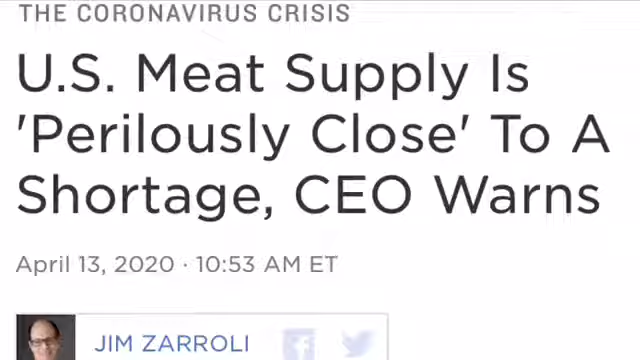 THE CORONAVIRUS CRISIS
U.S. Meat Supply Is
'Perilously Close' To A
Shortage, CEO Warns
April 13, 2020 · 10:53 AM ET
JIM ZARROLI